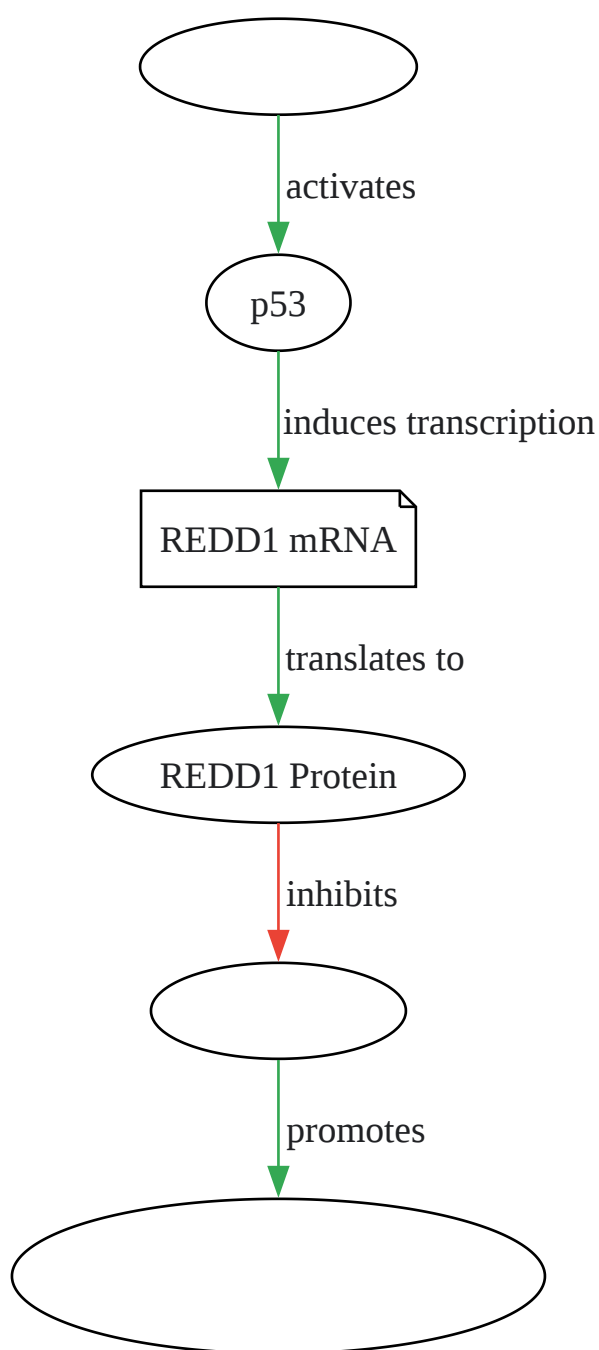 activates
p53
induces transcription
REDD1 mRNA
translates to
REDD1 Protein
inhibits
promotes